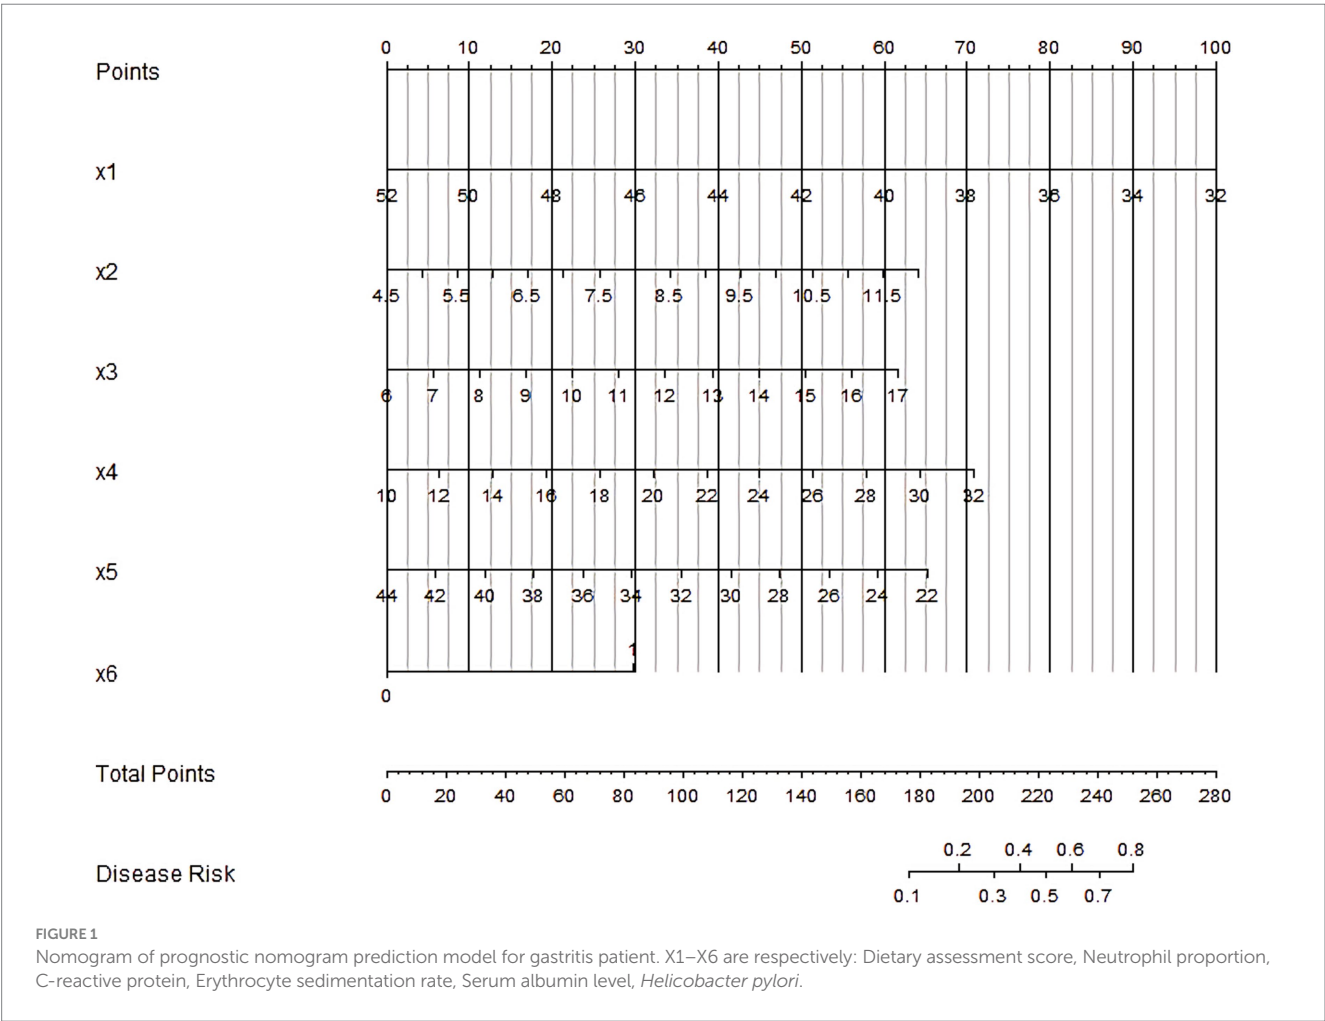 0 10 20 30 40 50 60 70 80 90 100
Points
x1
52 50 48 46 44 42 40 38 36 34 32
x2
4.5 5.5 6.5 7.5 8.5 9.5 10.5 11.5
x3
6 7 8 9 10 11 12 13 14 15 16 17
x4
10 12 14 16 18 20 22 24 26 28 30 32
x5
44 42 40 38 36 34 32 30 28 26 24 22
1
x6
0
Total Points
0 20 40 60 80 100 120 140 160 180 200 220 240 260 280
0.2 0.4 0.6 0.8
Disease Risk
0.1 0.3 0.5 0.7
FIGURE 1
Nomogram of prognostic nomogram prediction model for gastritis patient. X1–X6 are respectively: Dietary assessment score, Neutrophil proportion,
C-reactive protein, Erythrocyte sedimentation rate, Serum albumin level, Helicobacter pylori.